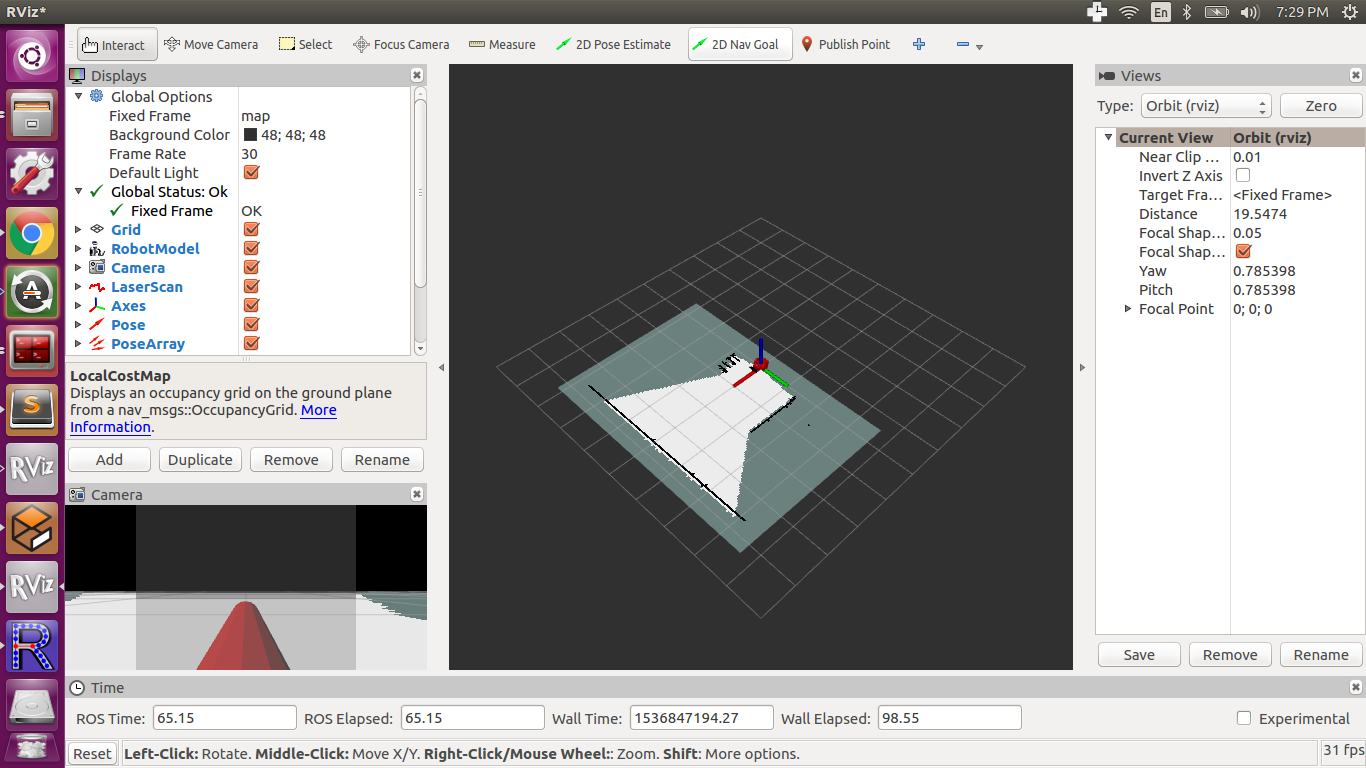 RViz*
En
7:29 PM
Interact
Move Camera
Select
Focus Camera
Measure
2D Pose Estimate
2D Nav Goal
Publish Point
Displays
Global Options
Fixed Frame map
Background Color 48; 48; 48
Frame Rate 30
Default Light
Global Status: Ok
Fixed Frame OK
Grid
RobotModel
Camera
LaserScan
Axes
Pose
PoseArray
LocalCostMap
Displays an occupancy grid on the ground plane
from a nav_msgs::OccupancyGrid. More
Information.
Add Duplicate Remove Rename
Camera
Views
Type: Orbit (rviz) Zero
Current View Orbit (rviz)
Near Clip ... 0.01
Invert Z Axis
Target Fra... <Fixed Frame>
Distance 19.5474
Focal Shap... 0.05
Focal Shap...
Yaw 0.785398
Pitch 0.785398
Focal Point 0; 0; 0
Save Remove Rename
Time
ROS Time: 65.15 ROS Elapsed: 65.15 Wall Time: 1536847194.27 Wall Elapsed: 98.55 Experimental
Reset Left-Click: Rotate. Middle-Click: Move X/Y. Right-Click/Mouse Wheel:: Zoom. Shift: More options. 31 fps
A
S
RViz
RViz
R